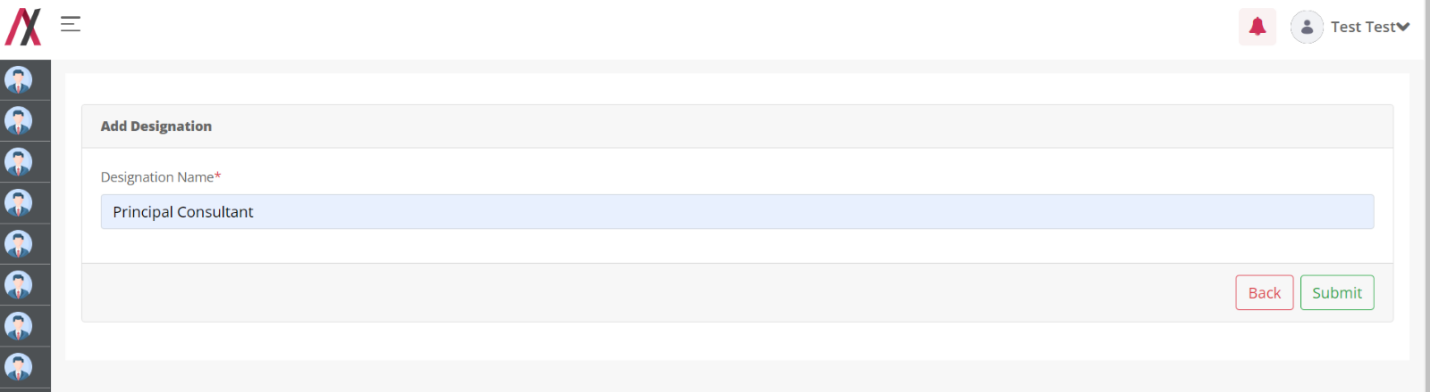 Test Test
Add Designation
Designation Name*
Principal Consultant
Back Submit